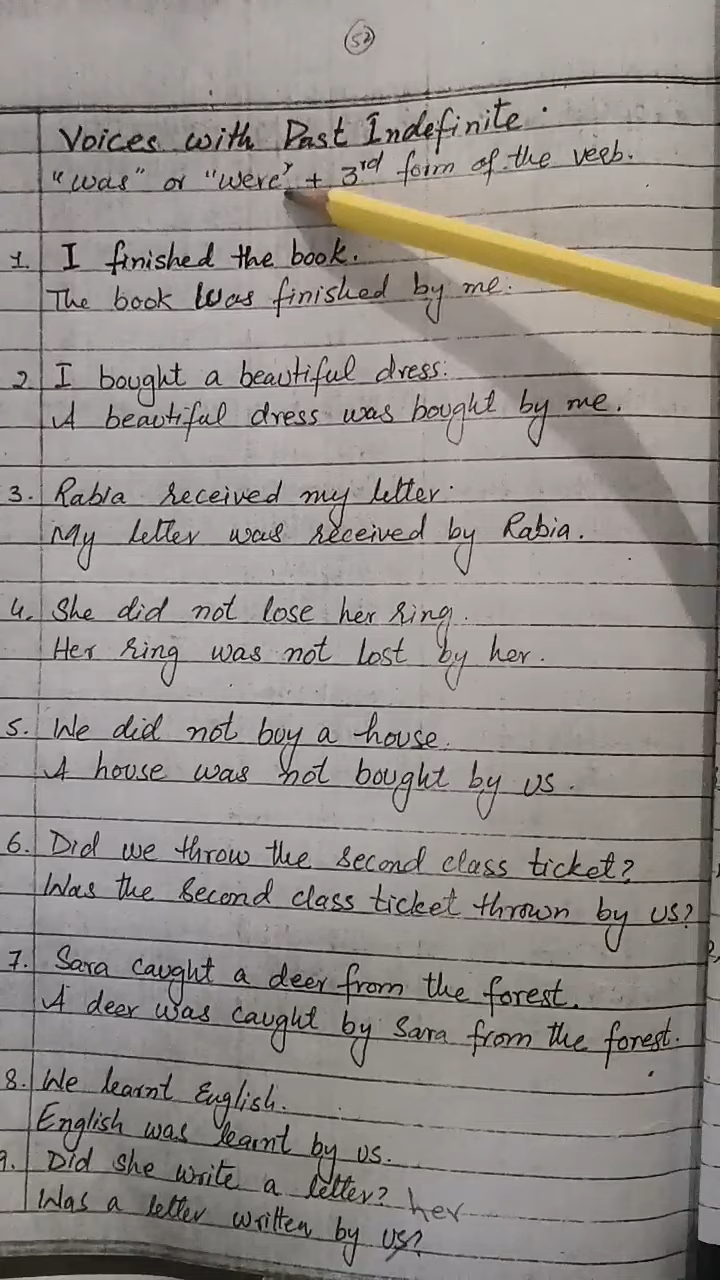 52
Voices with Past Indefinite.
"was" or "were" + 3rd form of the verb.
1. I finished the book.
The book was finished by me.
2. I bought a beautiful dress.
A beautiful dress was bought by me.
3. Rabia received my letter.
My letter was received by Rabia.
4. She did not lose her ring.
Her ring was not lost by her.
5. We did not buy a house.
A house was not bought by us.
6. Did we throw the second class ticket?
Was the second class ticket thrown by us?
7. Sara caught a deer from the forest.
A deer was caught by Sara from the forest.
8. We learnt English.
English was learnt by us.
9. Did she write a letter?
her
Was a letter written by us?